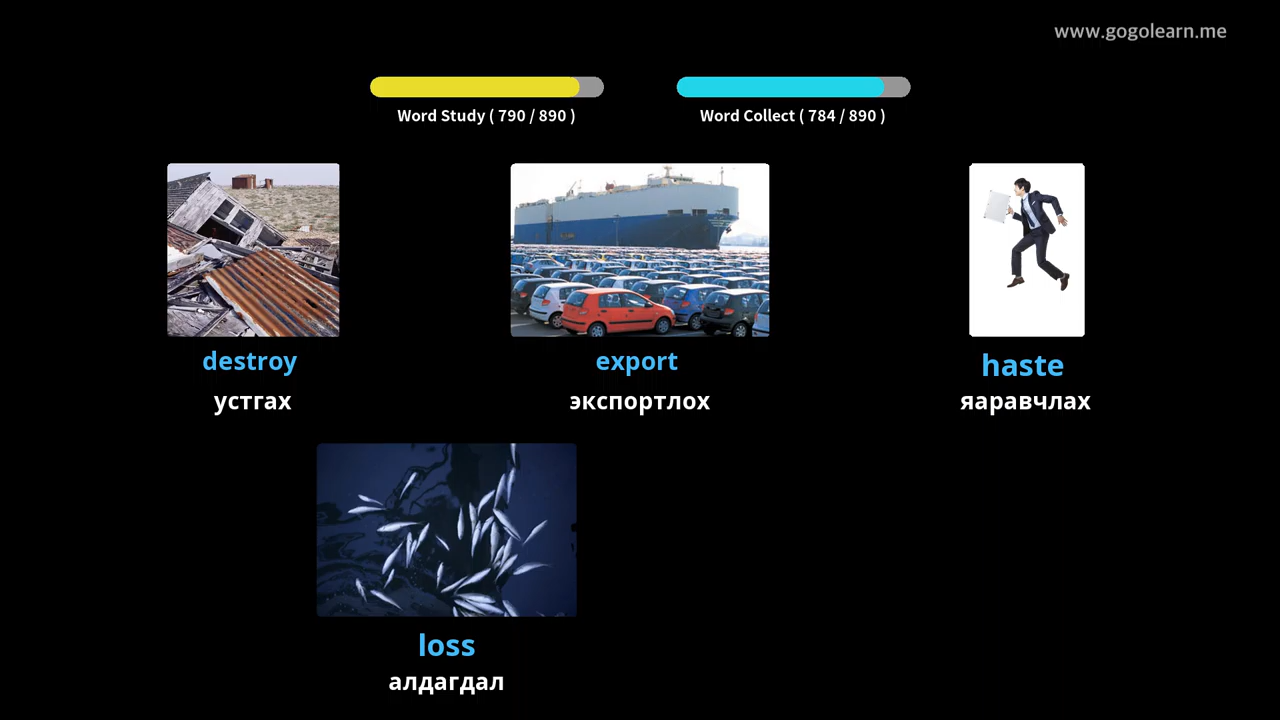 www.gogolearn.me
Word Study ( 790 / 890 )
Word Collect ( 784 / 890 )
destroy
устгах
export
экспортлох
haste
яаравчлах
loss
алдагдал